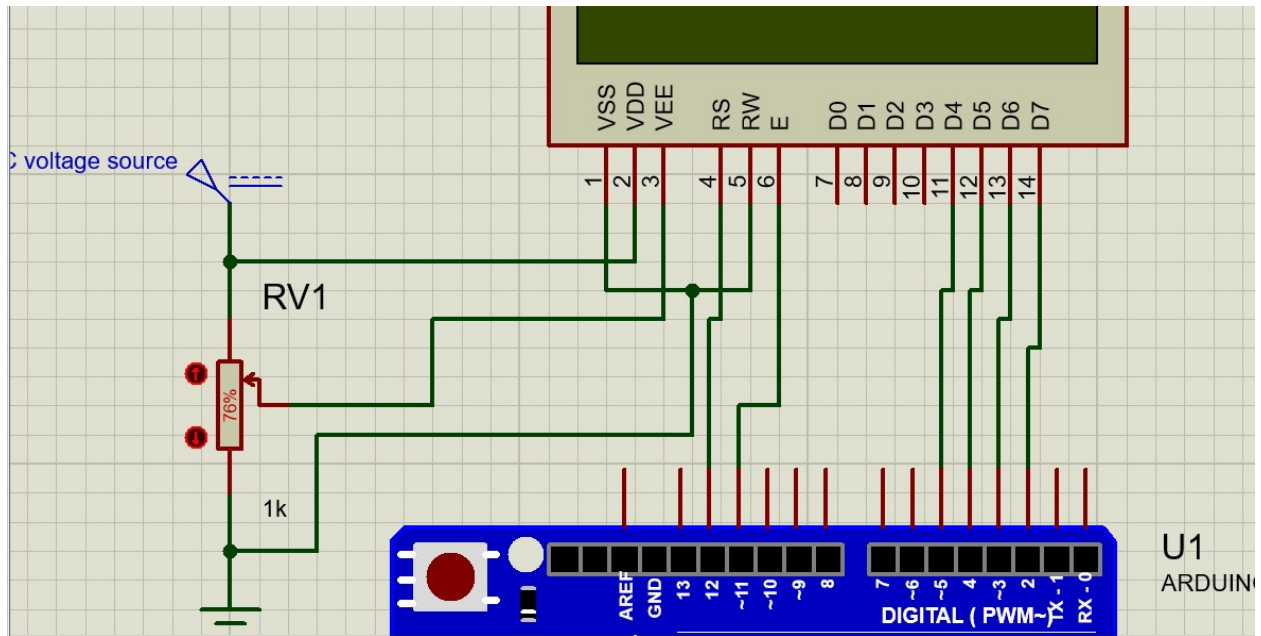 VSS VDD VEE RS RW E D0 D1 D2 D3 D4 D5 D6 D7
1 2 3 4 5 6 7 8 9 10 11 12 13 14
voltage source
RV1
76%
1k
U1
AREF GND 13 12 ~11 ~10 ~9 8 7 ~6 ~5 4 ~3 2 TX - 1 RX - 0
DIGITAL ( PWM~)